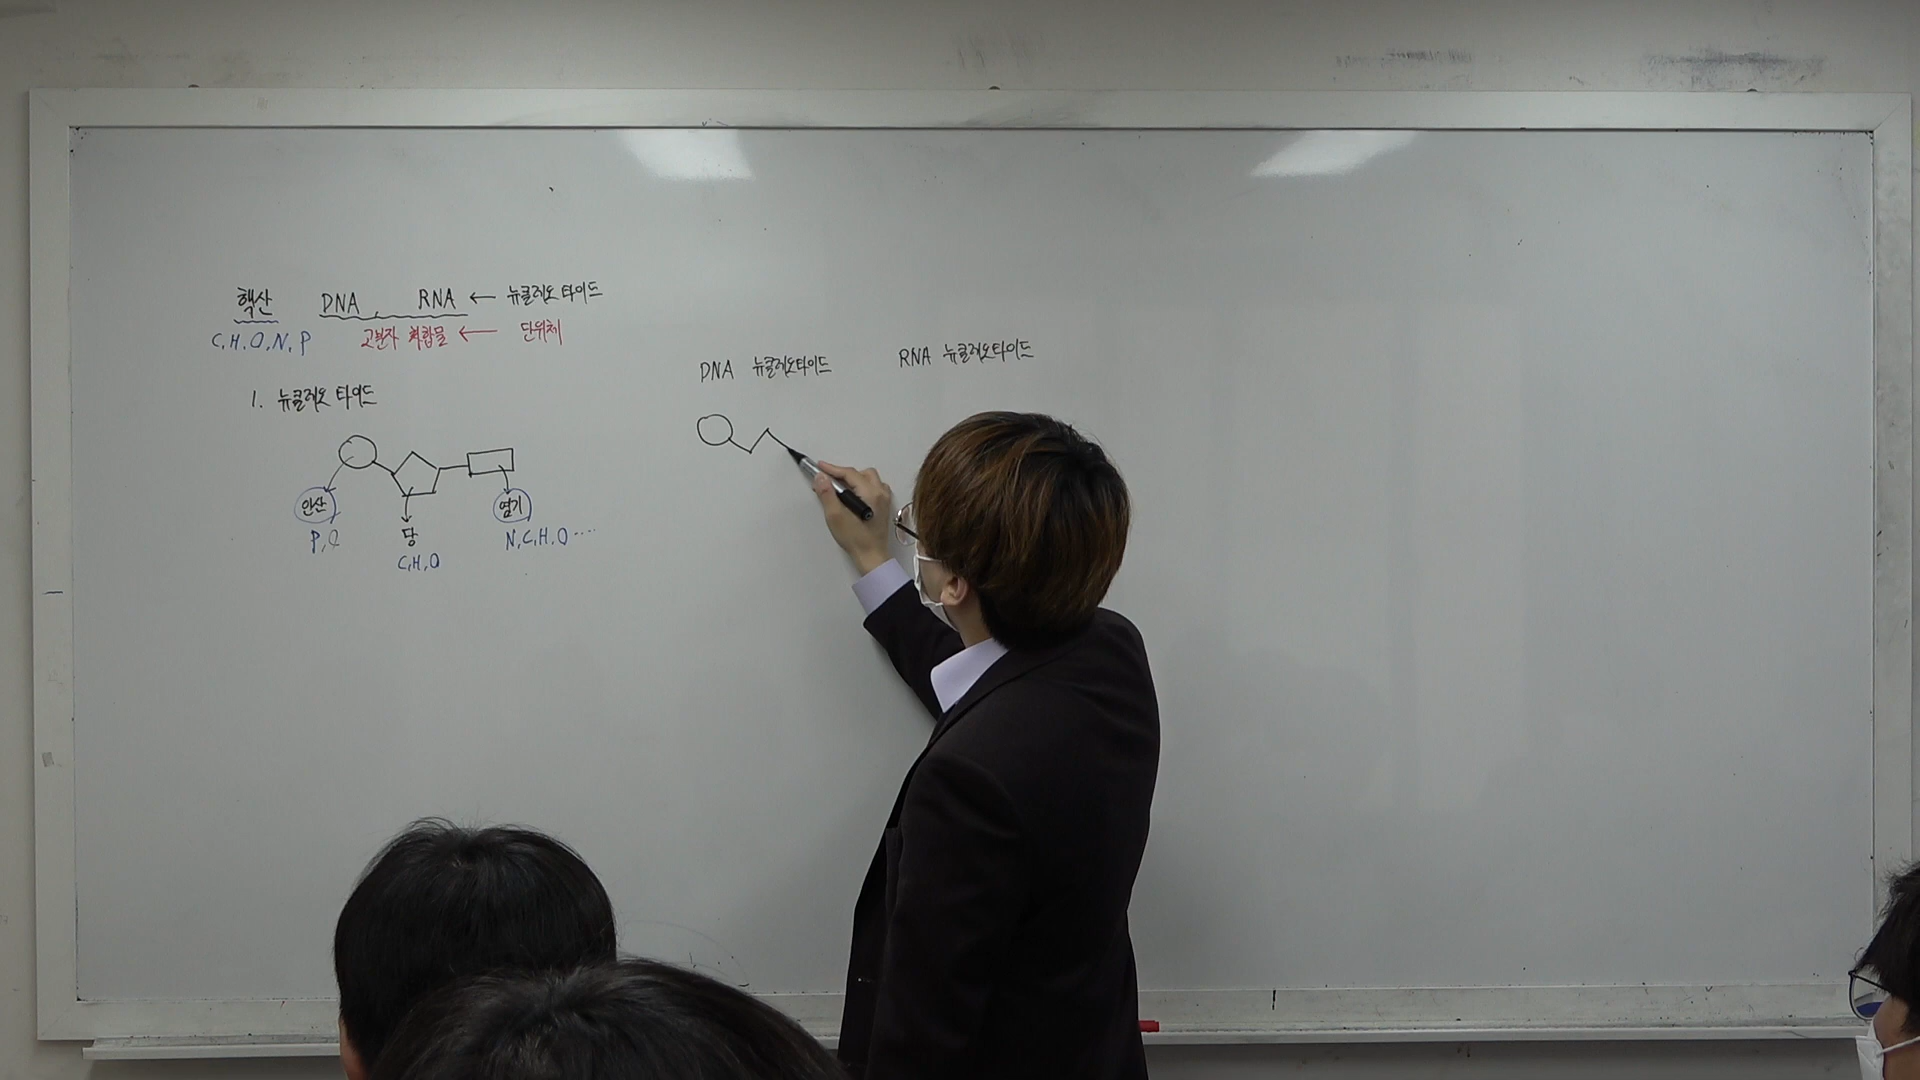 핵산 DNA, RNA ← 뉴클레오타이드
C, H, O, N, P 고분자 화합물 ← 단위체
1. 뉴클레오타이드
인산 당 염기
P, O C, H, O N, C, H, O ····
DNA 뉴클레오타이드 RNA 뉴클레오타이드